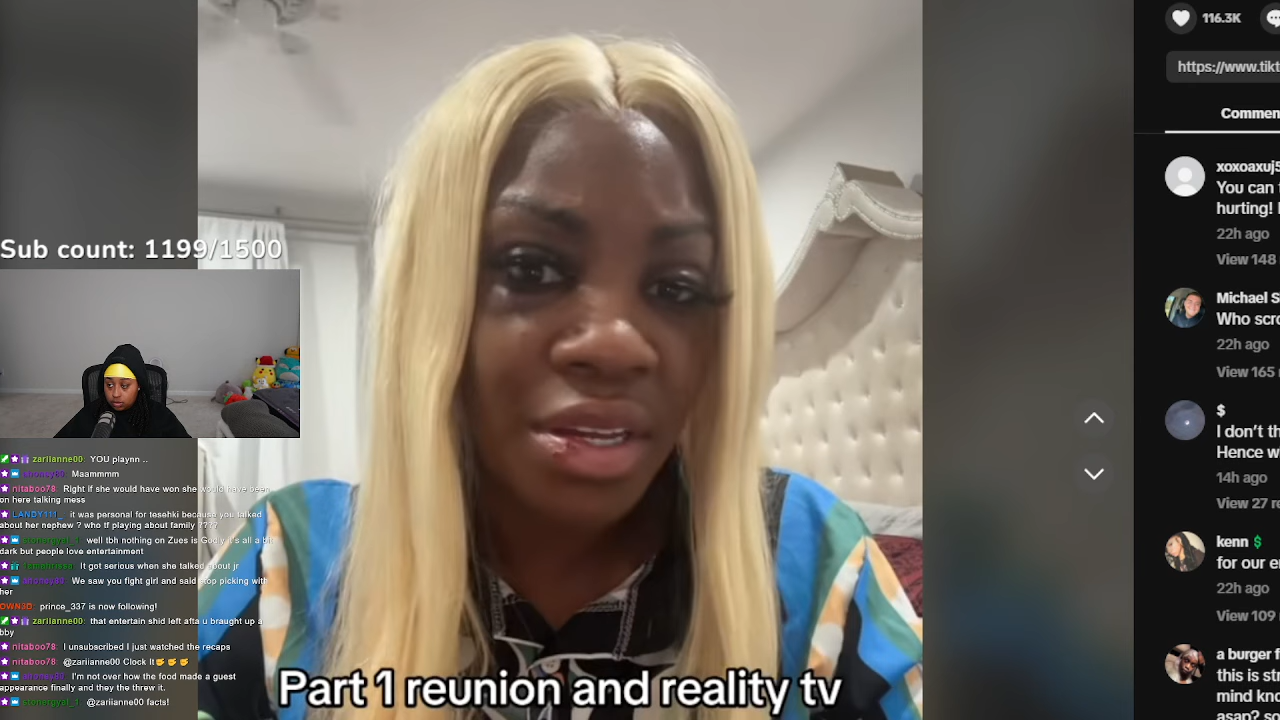 116.3K
https://www.tikt
Commen
xoxoaxuj5
You can
hurting!
22h ago
View 148
Michael S
Who scro
22h ago
View 165
$
I don't th
Hence w
14h ago
View 27 re
kenn $
for our e
22h ago
View 109
a burger f
this is str
mind kno
asap? so
Sub count: 1199/1500
zariianne00: YOU playnn ..
Maammmm
nitaboo78: Right if she would have won she would have been
on here talking mess
LANDY111_: it was personal for tesehki because you talked
about her nephew ? who tf playing about family ????
well tbh nothing on Zues is Godly it's all a bit
dark but people love entertainment
It got serious when she talked about jr
We saw you fight girl and said stop picking with
her
OWN3D: prince_337 is now following!
zariianne00: that entertain shid left afta u braught up a
bby
nitaboo78: I unsubscribed I just watched the recaps
nitaboo78: @zariianne00 Clock It
I'm not over how the food made a guest
appearance finally and they threw it.
@zariianne00 facts!
Part 1 reunion and reality tv